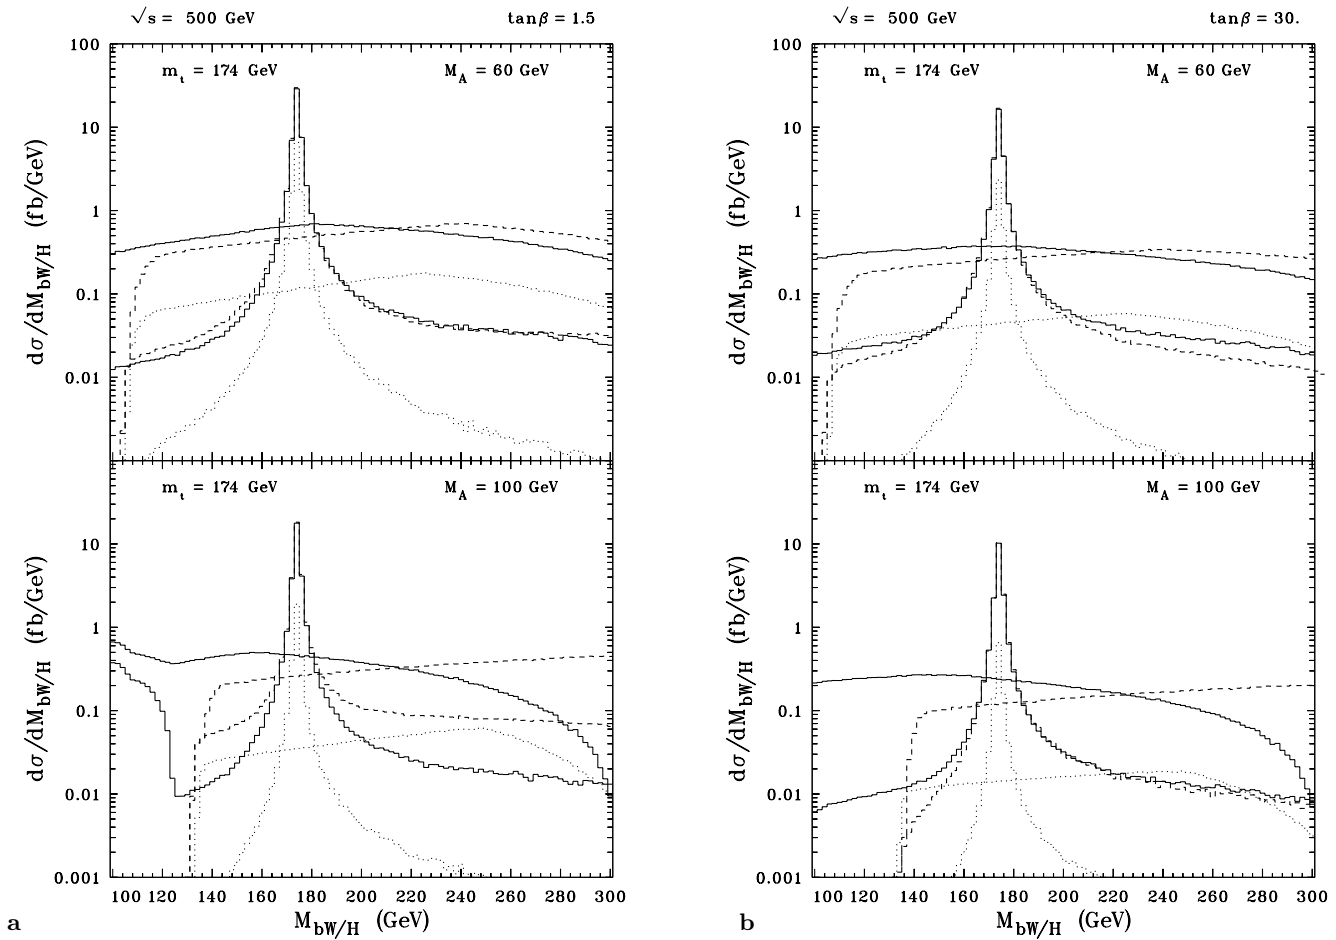 √s = 500 GeV tanβ = 1.5
m_t = 174 GeV M_A = 60 GeV
100
10
1
0.1
0.01
dσ/dM_bW/H (fb/GeV)
m_t = 174 GeV M_A = 100 GeV
10
1
0.1
0.01
0.001
dσ/dM_bW/H (fb/GeV)
100 120 140 160 180 200 220 240 260 280 300
M_bW/H (GeV)
a
√s = 500 GeV tanβ = 30.
m_t = 174 GeV M_A = 60 GeV
100
10
1
0.1
0.01
dσ/dM_bW/H (fb/GeV)
m_t = 174 GeV M_A = 100 GeV
10
1
0.1
0.01
0.001
dσ/dM_bW/H (fb/GeV)
100 120 140 160 180 200 220 240 260 280 300
M_bW/H (GeV)
b